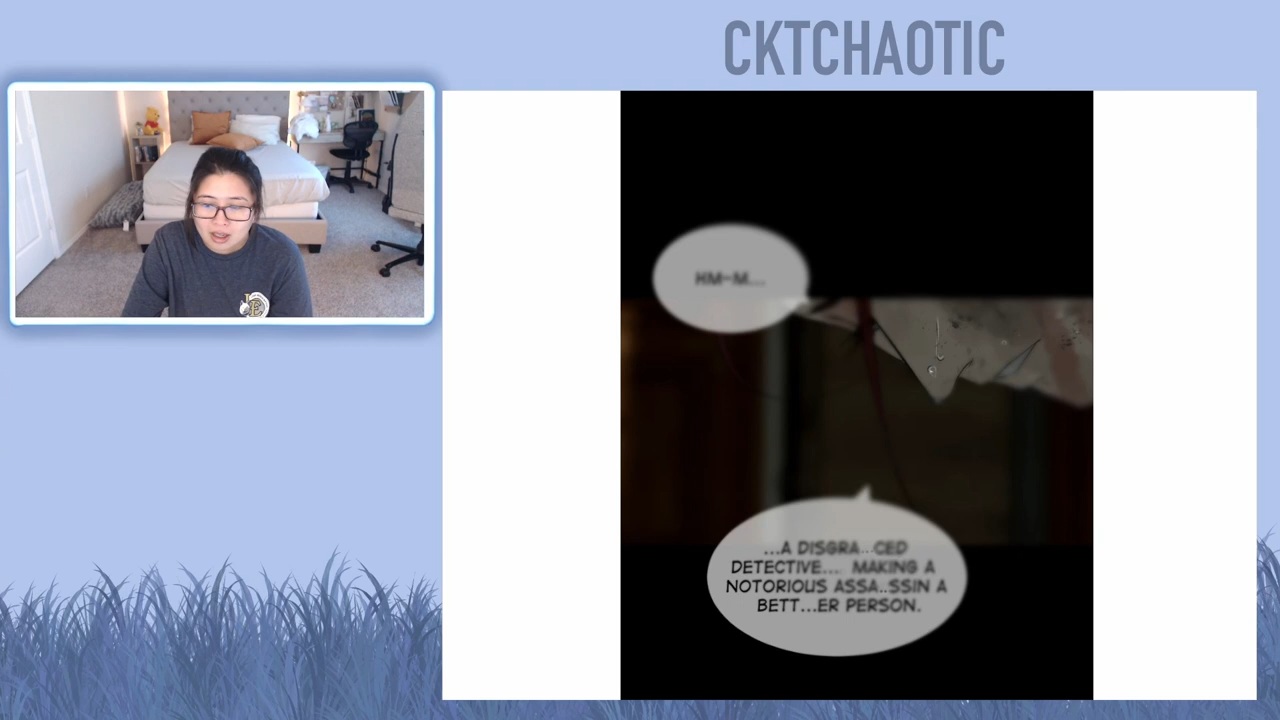 CKTCHAOTIC
HM-M...
...A DISGRA...CED
DETECTIVE... MAKING A
NOTORIOUS ASSA..SSIN A
BETT...ER PERSON.